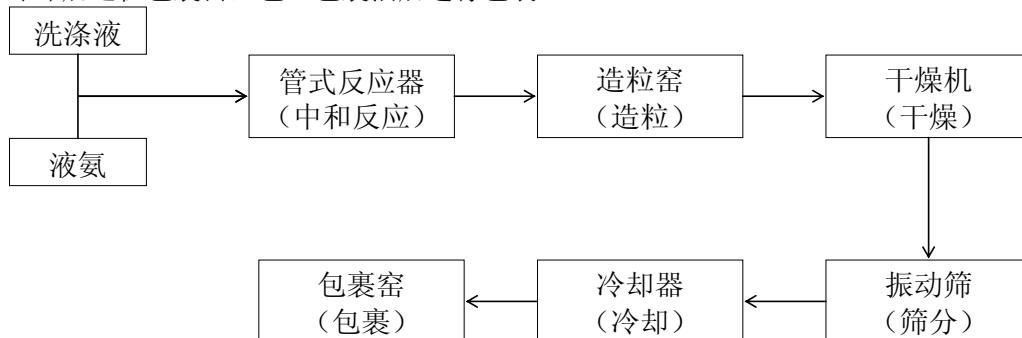 洗涤液
液氨
管式反应器
（中和反应）
造粒窑
（造粒）
干燥机
（干燥）
包裹窑
（包裹）
冷却器
（冷却）
振动筛
（筛分）